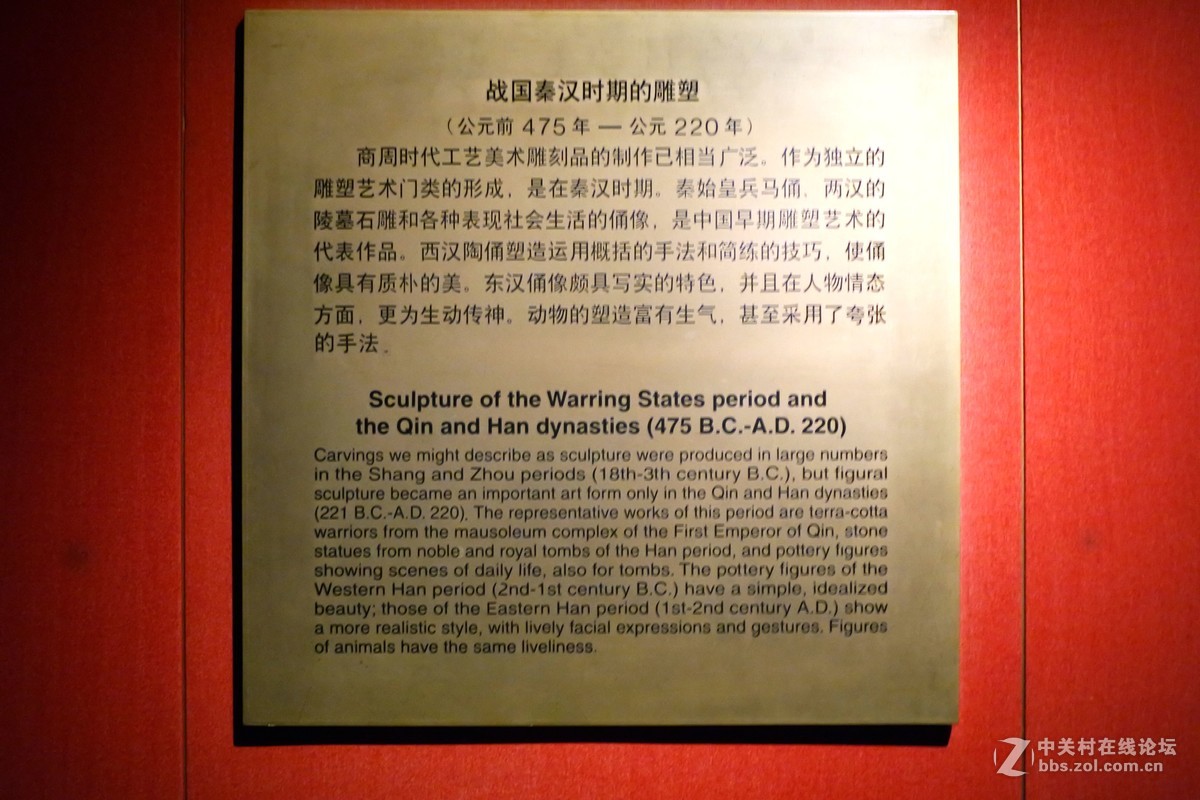 战国秦汉时期的雕塑
（公元前 475 年 — 公元 220 年）
商周时代工艺美术雕刻品的制作已相当广泛。作为独立的
雕塑艺术门类的形成，是在秦汉时期。秦始皇兵马俑、两汉的
陵墓石雕和各种表现社会生活的俑像，是中国早期雕塑艺术的
代表作品。西汉陶俑塑造运用概括的手法和简练的技巧，使俑
像具有质朴的美。东汉俑像颇具写实的特色，并且在人物情态
方面，更为生动传神。动物的塑造富有生气，甚至采用了夸张
的手法。
Sculpture of the Warring States period and
the Qin and Han dynasties (475 B.C.-A.D. 220)
Carvings we might describe as sculpture were produced in large numbers
in the Shang and Zhou periods (18th-3th century B.C.), but figural
sculpture became an important art form only in the Qin and Han dynasties
(221 B.C.-A.D. 220). The representative works of this period are terra-cotta
warriors from the mausoleum complex of the First Emperor of Qin, stone
statues from noble and royal tombs of the Han period, and pottery figures
showing scenes of daily life, also for tombs. The pottery figures of the
Western Han period (2nd-1st century B.C.) have a simple, idealized
beauty; those of the Eastern Han period (1st-2nd century A.D.) show
a more realistic style, with lively facial expressions and gestures. Figures
of animals have the same liveliness.
中关村在线论坛
bbs.zol.com.cn